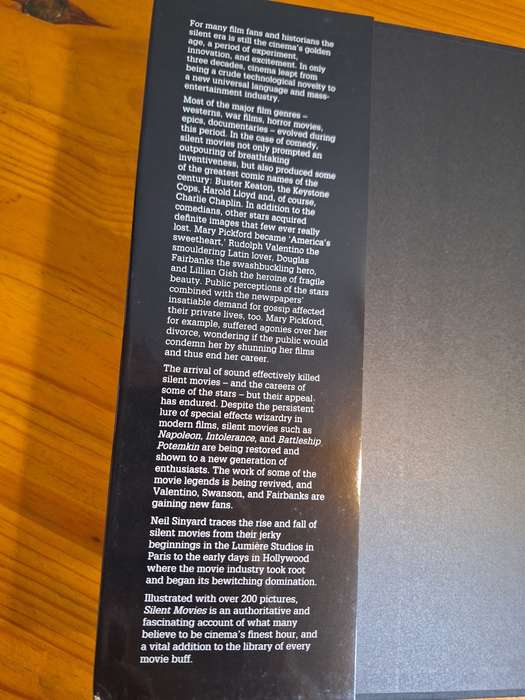 For many film fans and historians the
silent era is still the cinema's golden
age, a period of experiment,
innovation, and excitement. In only
three decades, cinema leapt from
being a crude technological novelty to
a new universal language and mass-
entertainment industry.
Most of the major film genres –
westerns, war films, horror movies,
epics, documentaries – evolved during
this period. In the case of comedy,
silent movies not only prompted an
outpouring of breathtaking
inventiveness, but also produced some
of the greatest comic names of the
century: Buster Keaton, the Keystone
Cops, Harold Lloyd and, of course,
Charlie Chaplin. In addition to the
comedians, other stars acquired
definite images that few ever really
lost. Mary Pickford became 'America's
sweetheart,' Rudolph Valentino the
smouldering Latin lover, Douglas
Fairbanks the swashbuckling hero,
and Lillian Gish the heroine of fragile
beauty. Public perceptions of the stars
combined with the newspapers'
insatiable demand for gossip affected
their private lives, too. Mary Pickford,
for example, suffered agonies over her
divorce, wondering if the public would
condemn her by shunning her films
and thus end her career.
The arrival of sound effectively killed
silent movies – and the careers of
some of the stars – but their appeal
has endured. Despite the persistent
lure of special effects wizardry in
modern films, silent movies such as
Napoleon, Intolerance, and Battleship
Potemkin are being restored and
shown to a new generation of
enthusiasts. The work of some of the
movie legends is being revived, and
Valentino, Swanson, and Fairbanks are
gaining new fans.
Neil Sinyard traces the rise and fall of
silent movies from their jerky
beginnings in the Lumière Studios in
Paris to the early days in Hollywood
where the movie industry took root
and began its bewitching domination.
Illustrated with over 200 pictures,
Silent Movies is an authoritative and
fascinating account of what many
believe to be cinema's finest hour, and
a vital addition to the library of every
movie buff.